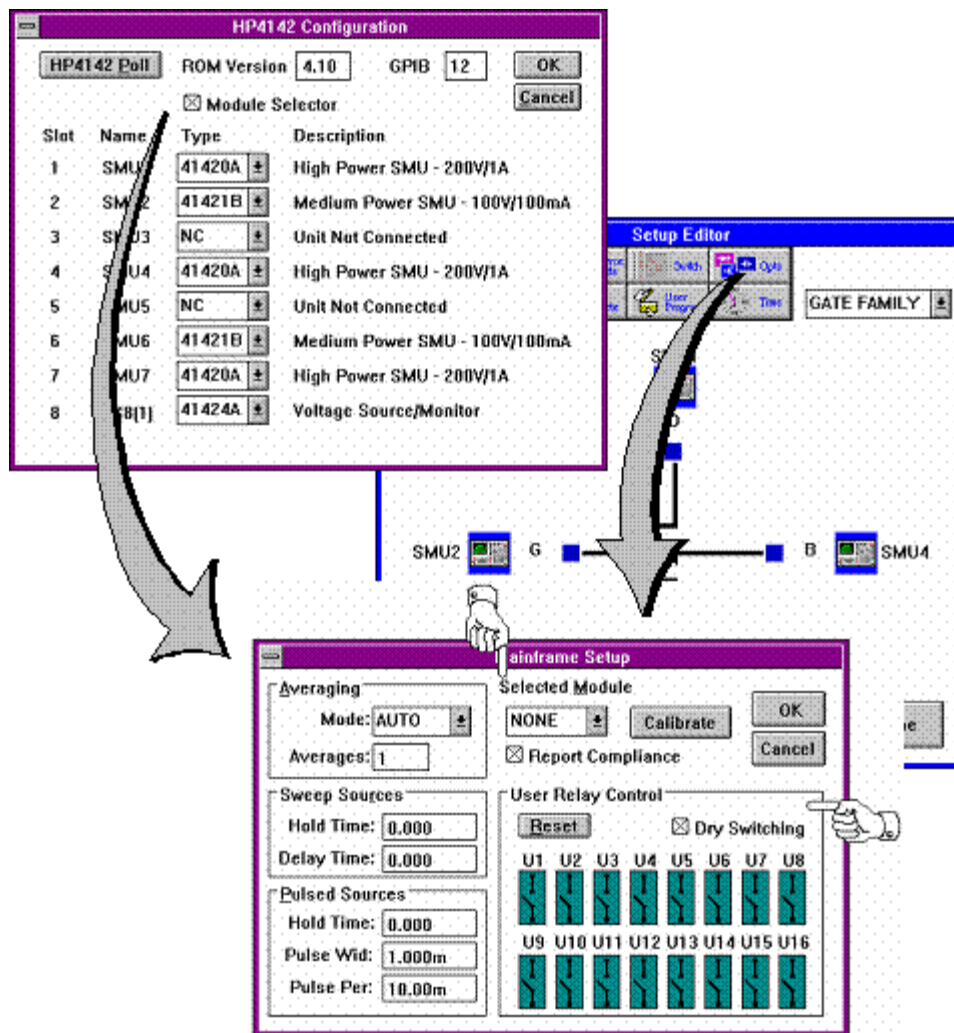 HP4142 Configuration
HP4142 Poll ROM Version 4.10 GPIB 12 OK
Module Selector Cancel
Slot Name Type Description
1 SMU 41420A High Power SMU - 200V/1A
2 SMU2 41421B Medium Power SMU - 100V/100mA
3 SMU3 NC Unit Not Connected
4 SMU4 41420A High Power SMU - 200V/1A
5 MU5 NC Unit Not Connected
6 MU6 41421B Medium Power SMU - 100V/100mA
7 MU7 41420A High Power SMU - 200V/1A
8 (1) 41424A Voltage Source/Monitor
Setup Editor
Switch Opts
User Time
GATE FAMILY
SMU2 G B SMU4
Mainframe Setup
Averaging
Mode: AUTO
Averages: 1
Selected Module
NONE Calibrate OK
Report Compliance Cancel
Sweep Sources
Hold Time: 0.000
Delay Time: 0.000
Pulsed Sources
Hold Time: 0.000
Pulse Wid: 1.000m
Pulse Per: 10.00m
User Relay Control
Reset Dry Switching
U1 U2 U3 U4 U5 U6 U7 U8
U9 U10 U11 U12 U13 U14 U15 U16